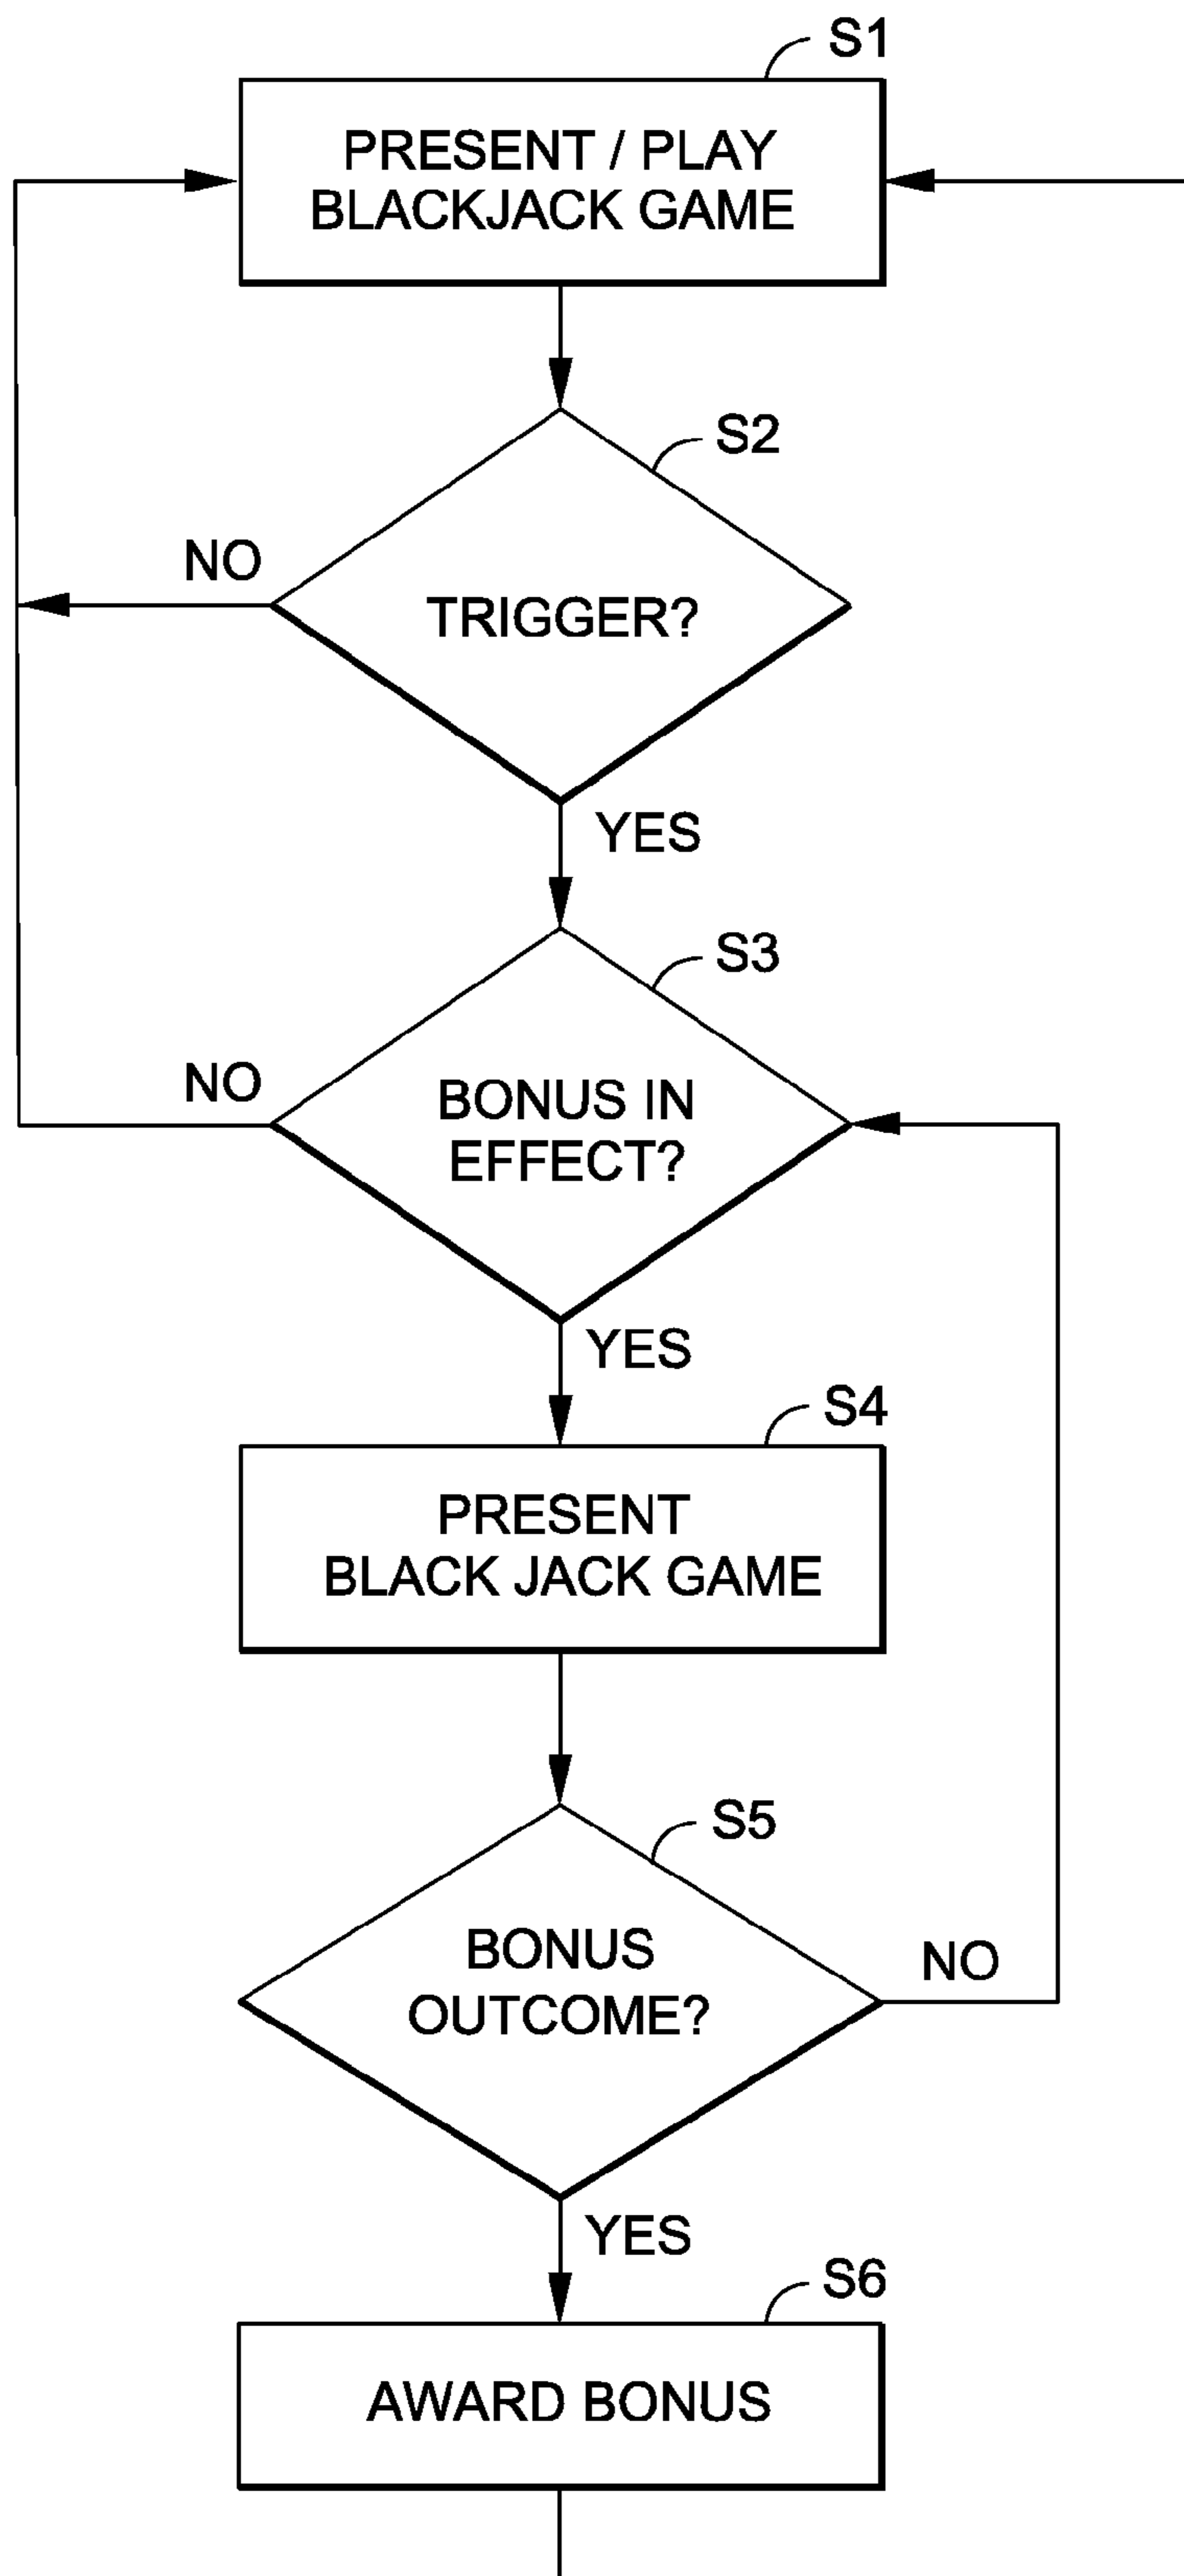 S1
PRESENT / PLAY
BLACKJACK GAME
S2
NO
TRIGGER?
YES
S3
NO
BONUS IN
EFFECT?
YES
S4
PRESENT
BLACK JACK GAME
S5
BONUS
OUTCOME?
NO
YES
S6
AWARD BONUS